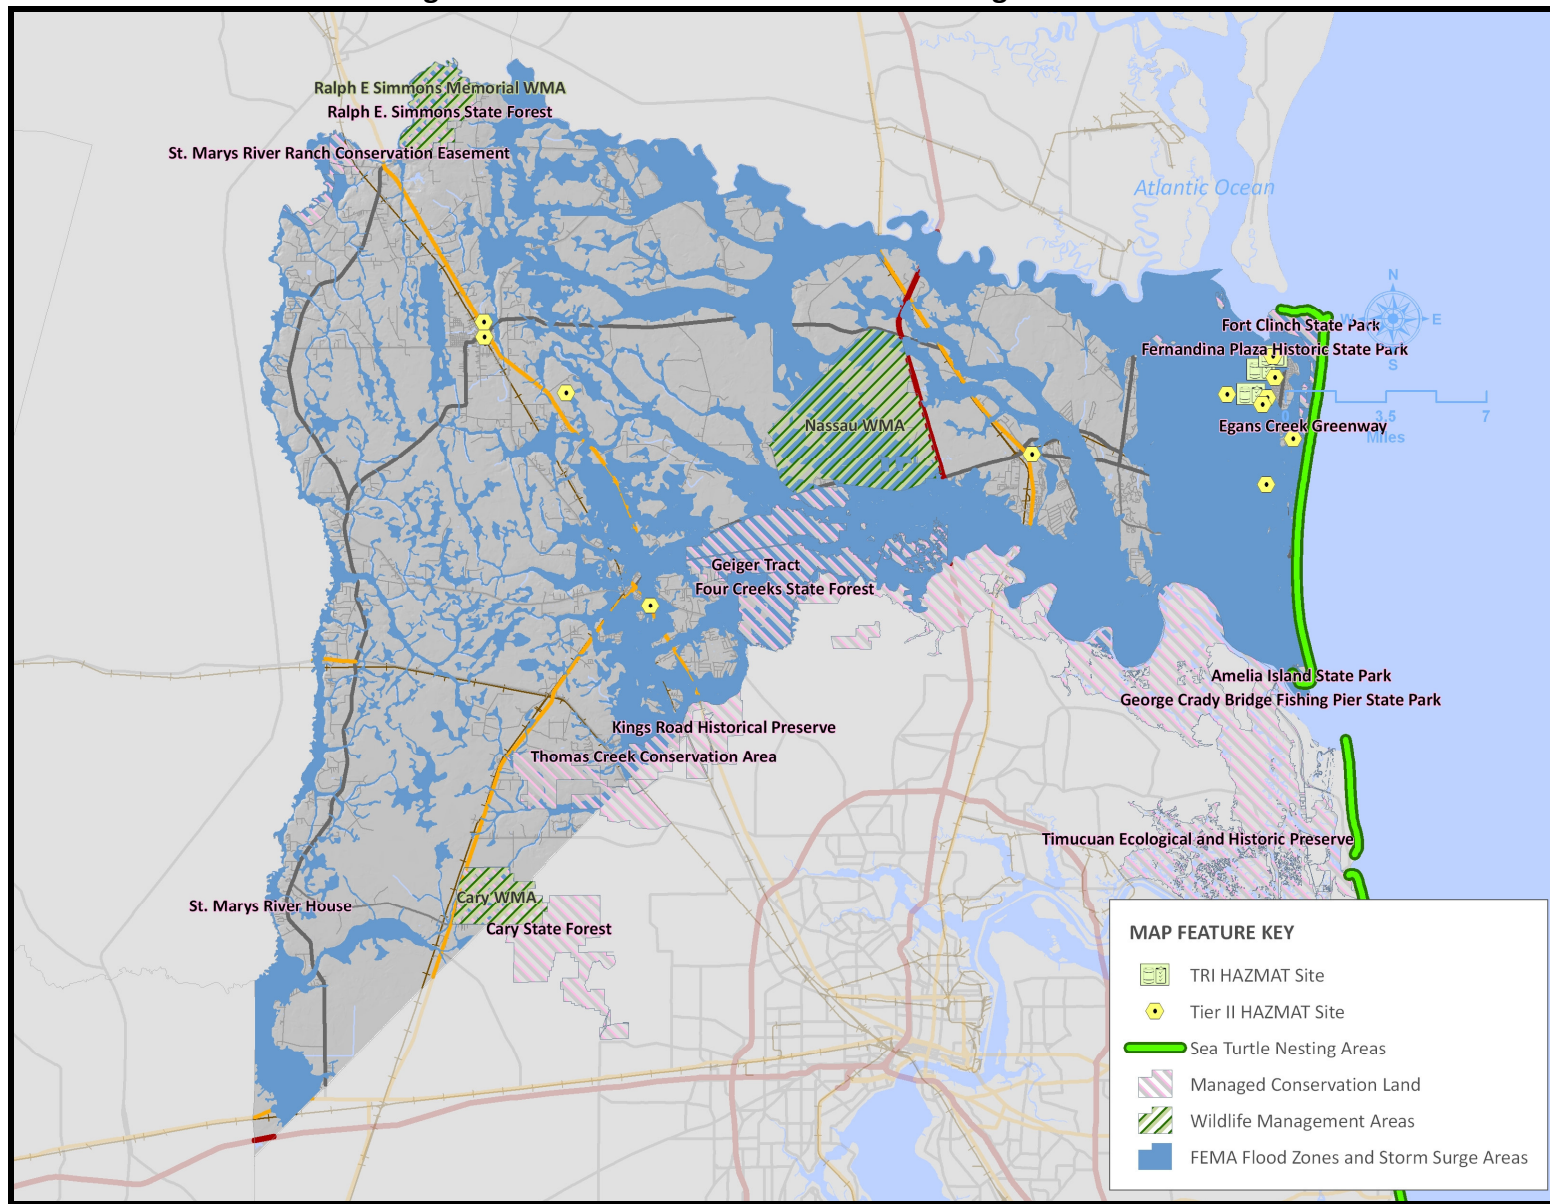 Ralph E Simmons Memorial WMA
Ralph E. Simmons State Forest
St. Marys River Ranch Conservation Easement
Atlantic Ocean
N
W
E
S
Fort Clinch State Park
Fernandina Plaza Historic State Park
0
3.5
7
Miles
Egans Creek Greenway
Nassau WMA
Geiger Tract
Four Creeks State Forest
Amelia Island State Park
George Crady Bridge Fishing Pier State Park
Kings Road Historical Preserve
Thomas Creek Conservation Area
Timucuan Ecological and Historic Preserve
Cary WMA
St. Marys River House
Cary State Forest
MAP FEATURE KEY
TRI HAZMAT Site
Tier II HAZMAT Site
Sea Turtle Nesting Areas
Managed Conservation Land
Wildlife Management Areas
FEMA Flood Zones and Storm Surge Areas